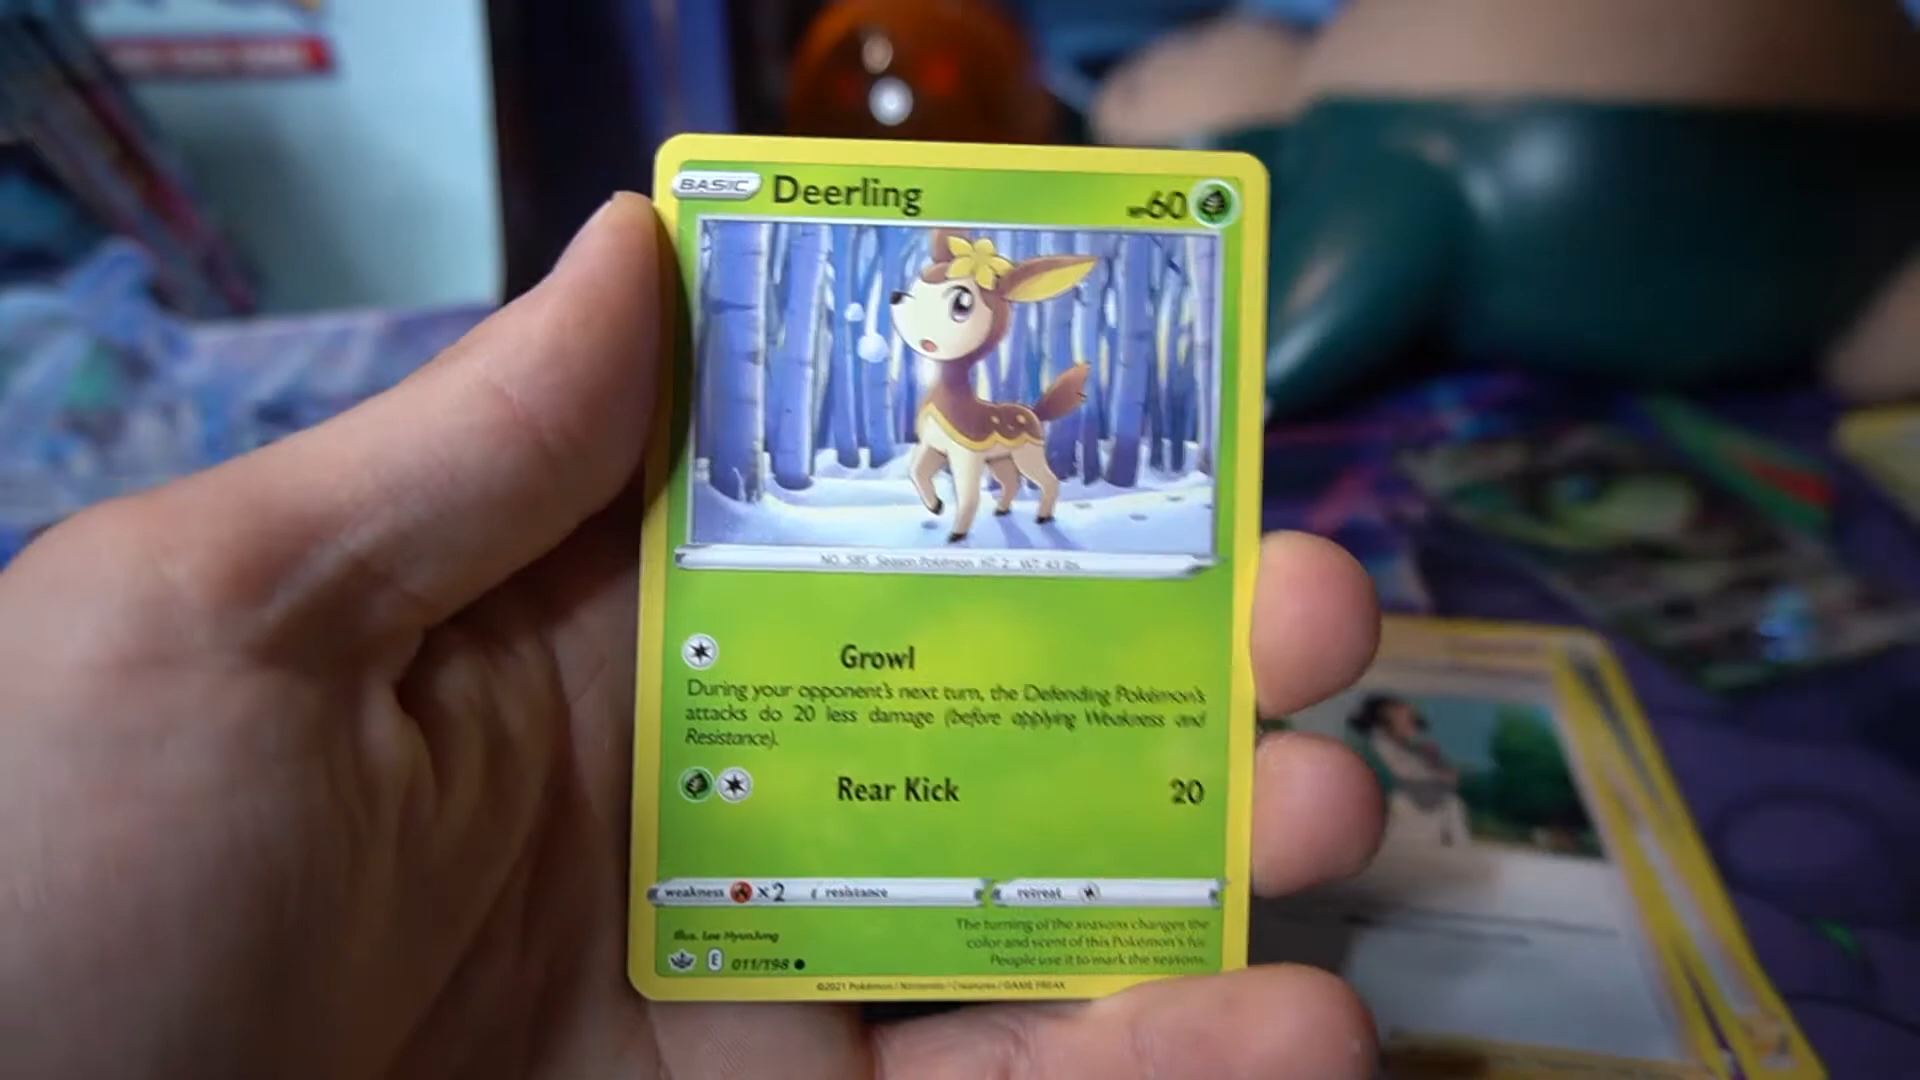 BASIC Deerling HP60
NO. 585 Season Pokémon HT: 2' WT: 43 lbs.
Growl
During your opponent's next turn, the Defending Pokémon's
attacks do 20 less damage (before applying Weakness and
Resistance).
Rear Kick 20
weakness ×2 resistance retreat
Illus. Lee HyunJung
The turning of the seasons changes the
color and scent of this Pokémon's fur.
People use it to mark the seasons.
E 011/198
©2021 Pokémon / Nintendo / Creatures / GAME FREAK